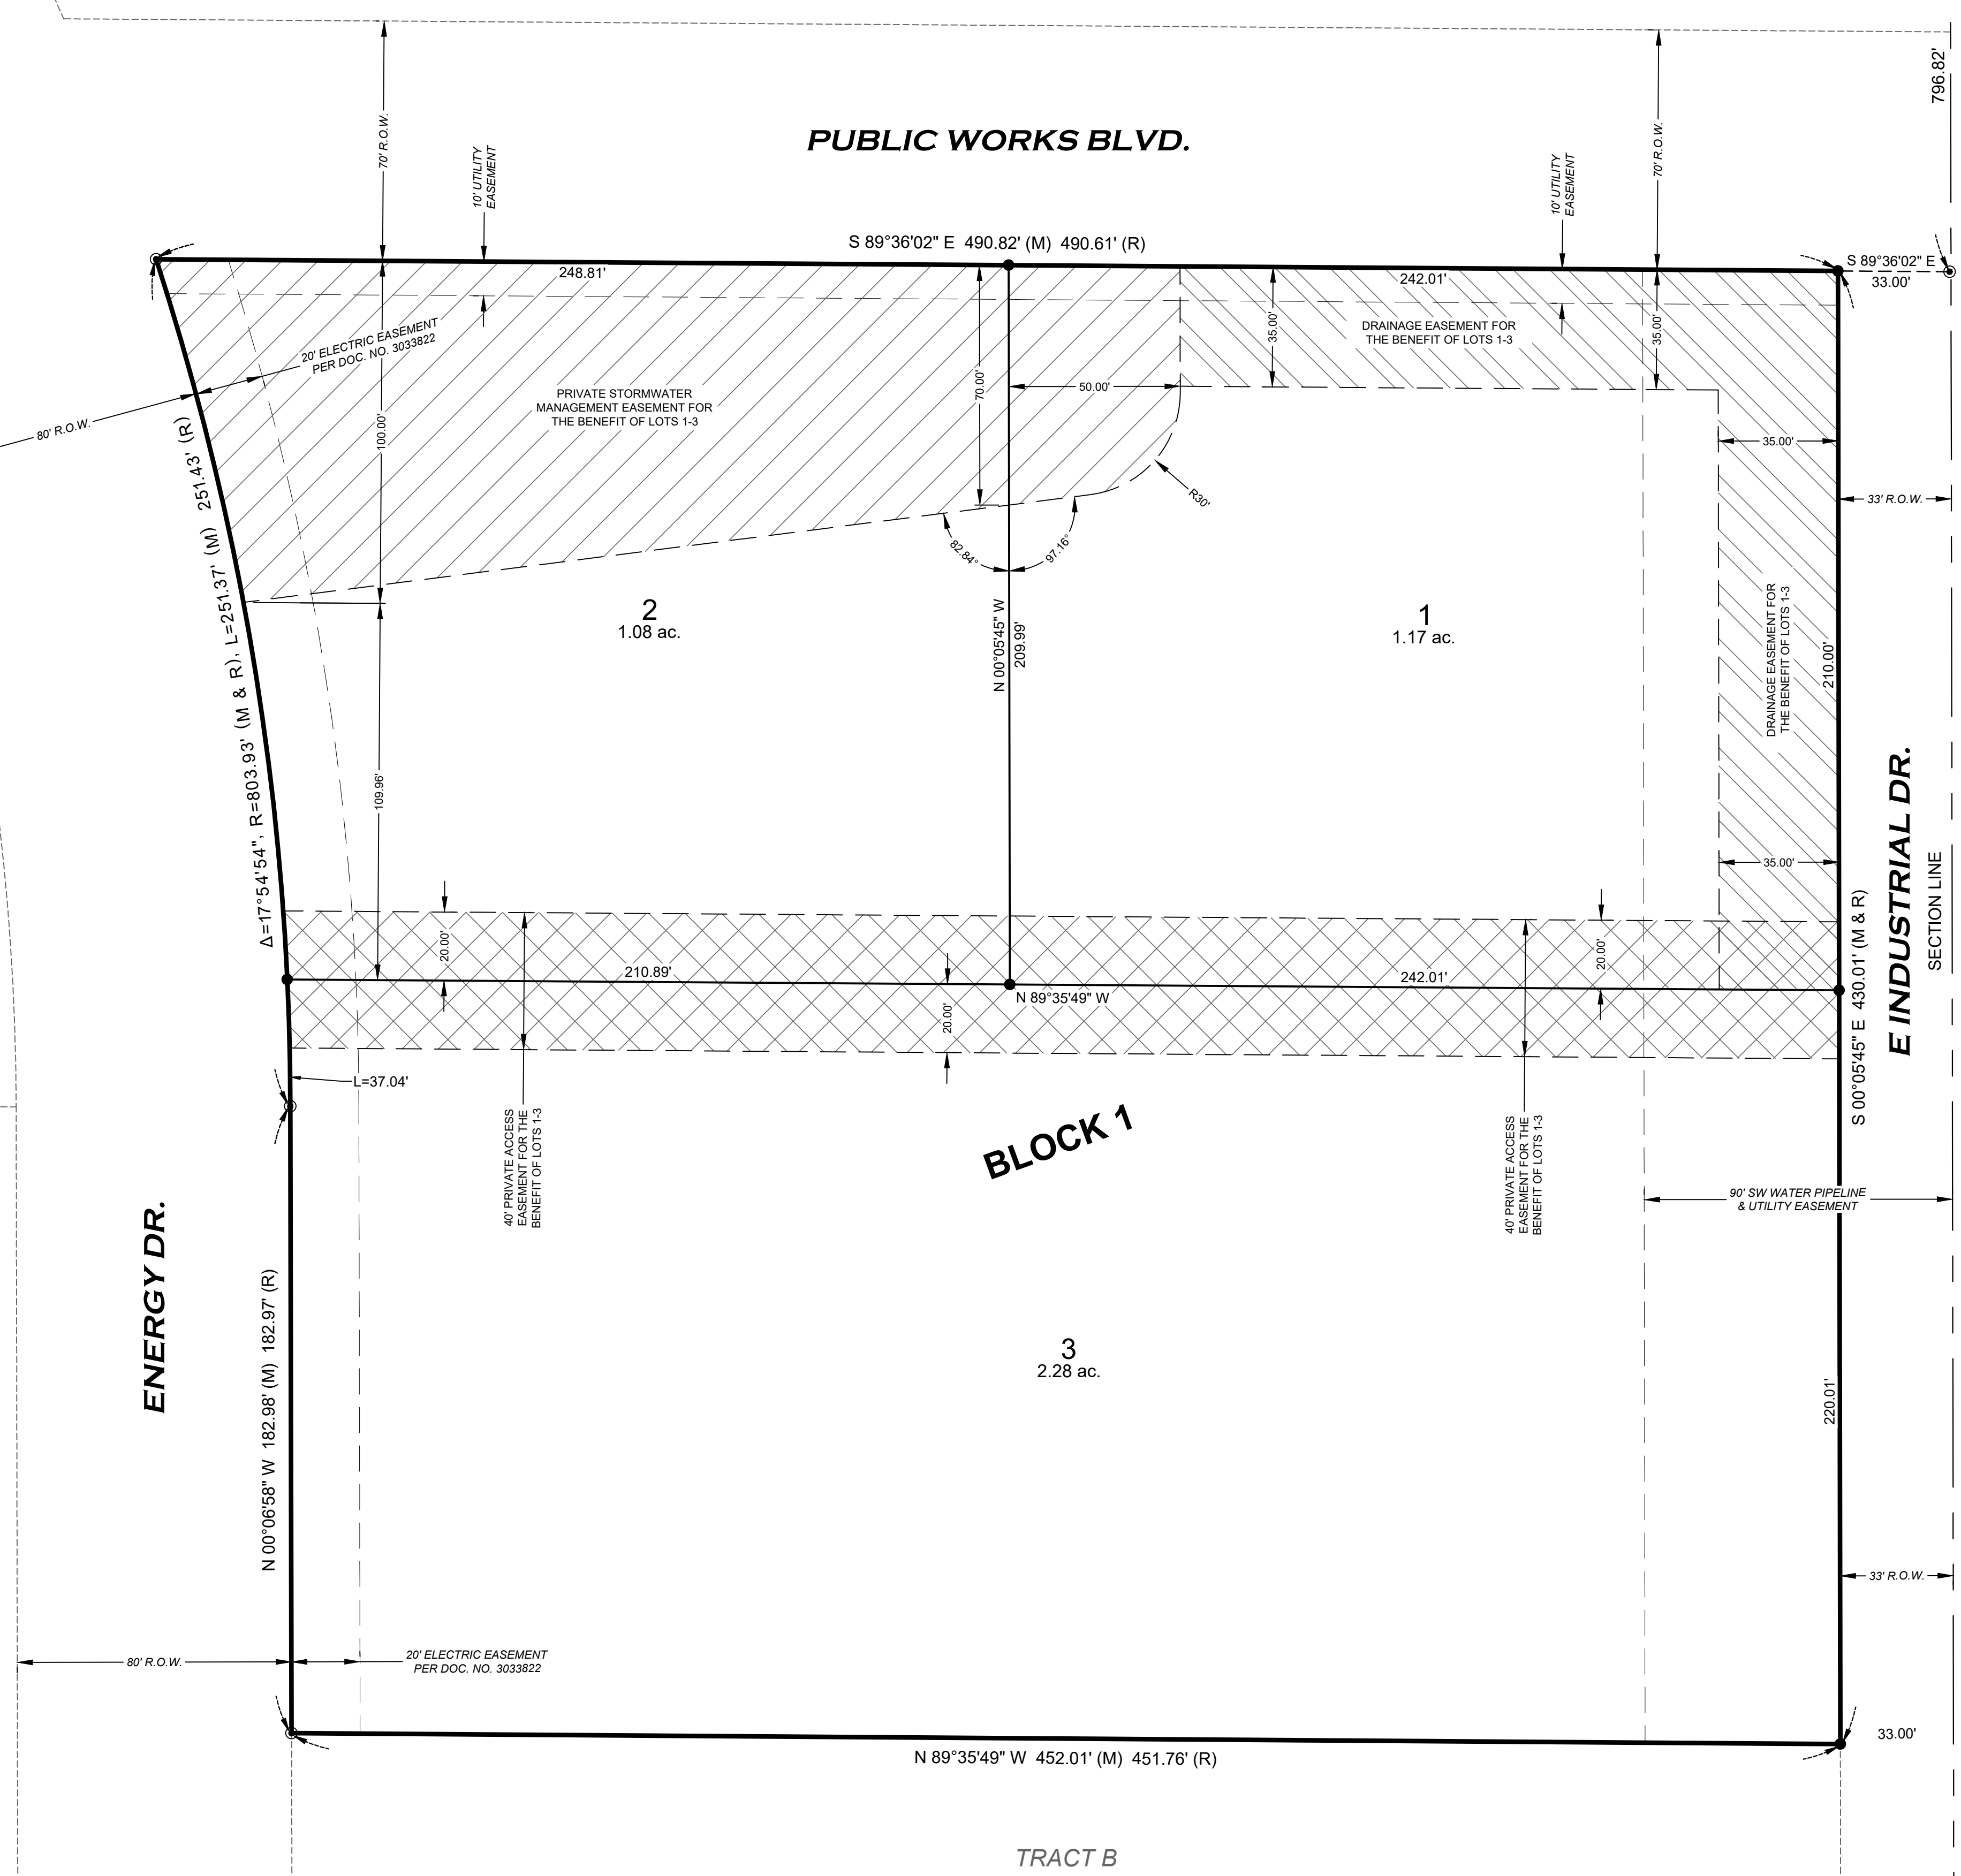 796.82'
70' R.O.W.
70' R.O.W.
PUBLIC WORKS BLVD.
10' UTILITY
EASEMENT
10' UTILITY
EASEMENT
S 89°36'02" E  490.82' (M)  490.61' (R)
S 89°36'02" E
33.00'
248.81'
242.01'
20' ELECTRIC EASEMENT
PER DOC. NO. 3033822
35.00'
DRAINAGE EASEMENT FOR
THE BENEFIT OF LOTS 1-3
35.00'
80' R.O.W.
100.00'
PRIVATE STORMWATER
MANAGEMENT EASEMENT FOR
THE BENEFIT OF LOTS 1-3
70.00'
50.00'
35.00'
R30'
33' R.O.W.
82.84°
97.16°
Δ=17°54'54", R=803.93' (M & R), L=251.37' (M)  251.43' (R)
2
1.08 ac.
N 00°05'45" W
209.99'
1
1.17 ac.
DRAINAGE EASEMENT FOR
THE BENEFIT OF LOTS 1-3
210.00'
109.96'
35.00'
E INDUSTRIAL DR.
SECTION LINE
20.00'
20.00'
210.89'
242.01'
N 89°35'49" W
20.00'
S 00°05'45" E  430.01' (M & R)
L=37.04'
40' PRIVATE ACCESS
EASEMENT FOR THE
BENEFIT OF LOTS 1-3
BLOCK 1
40' PRIVATE ACCESS
EASEMENT FOR THE
BENEFIT OF LOTS 1-3
90' SW WATER PIPELINE
& UTILITY EASEMENT
ENERGY DR.
N 00°06'58" W  182.98' (M)  182.97' (R)
3
2.28 ac.
220.01'
33' R.O.W.
80' R.O.W.
20' ELECTRIC EASEMENT
PER DOC. NO. 3033822
33.00'
N 89°35'49" W  452.01' (M)  451.76' (R)
TRACT B